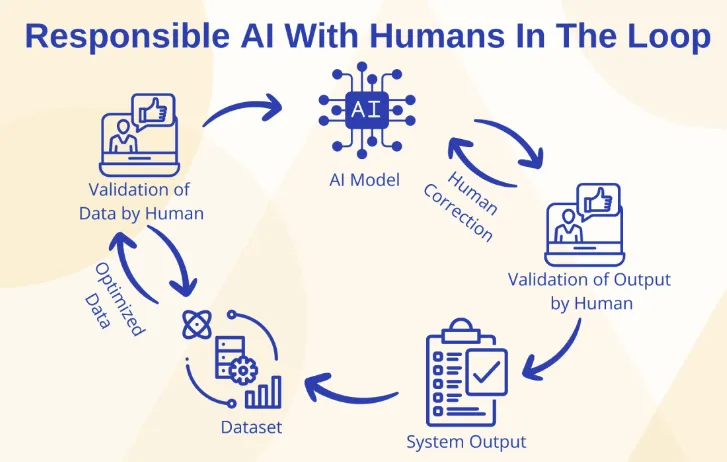 Responsible AI With Humans In The Loop
AI
AI Model
Validation of
Data by Human
Human
Correction
Validation of Output
by Human
Optimized
Data
Dataset
System Output